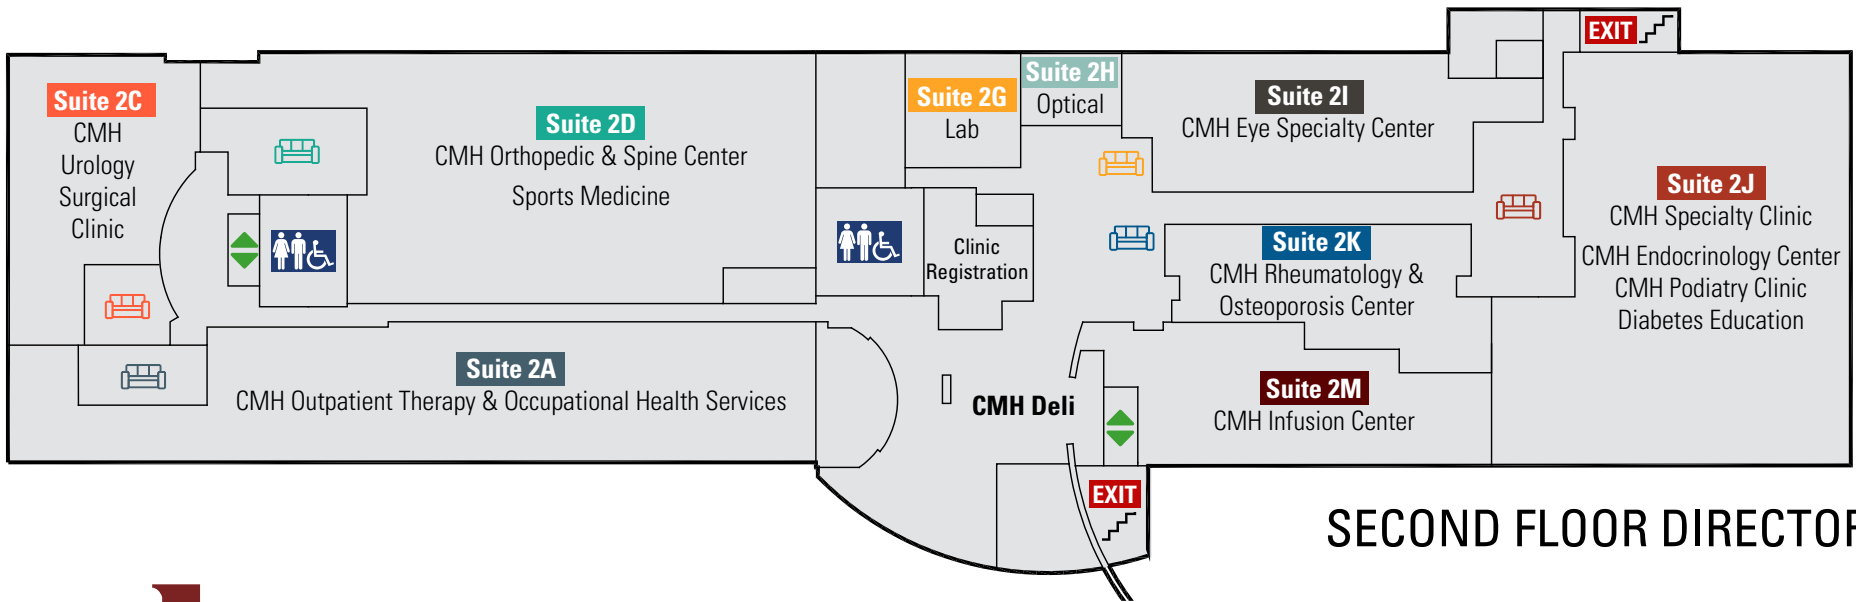 EXIT
Suite 2C
CMH
Urology
Surgical
Clinic
Suite 2D
CMH Orthopedic & Spine Center
Sports Medicine
Suite 2G
Lab
Suite 2H
Optical
Suite 2I
CMH Eye Specialty Center
Suite 2J
CMH Specialty Clinic
CMH Endocrinology Center
CMH Podiatry Clinic
Diabetes Education
Clinic
Registration
Suite 2K
CMH Rheumatology &
Osteoporosis Center
Suite 2A
CMH Outpatient Therapy & Occupational Health Services
CMH Deli
Suite 2M
CMH Infusion Center
EXIT
SECOND FLOOR DIRECTOR